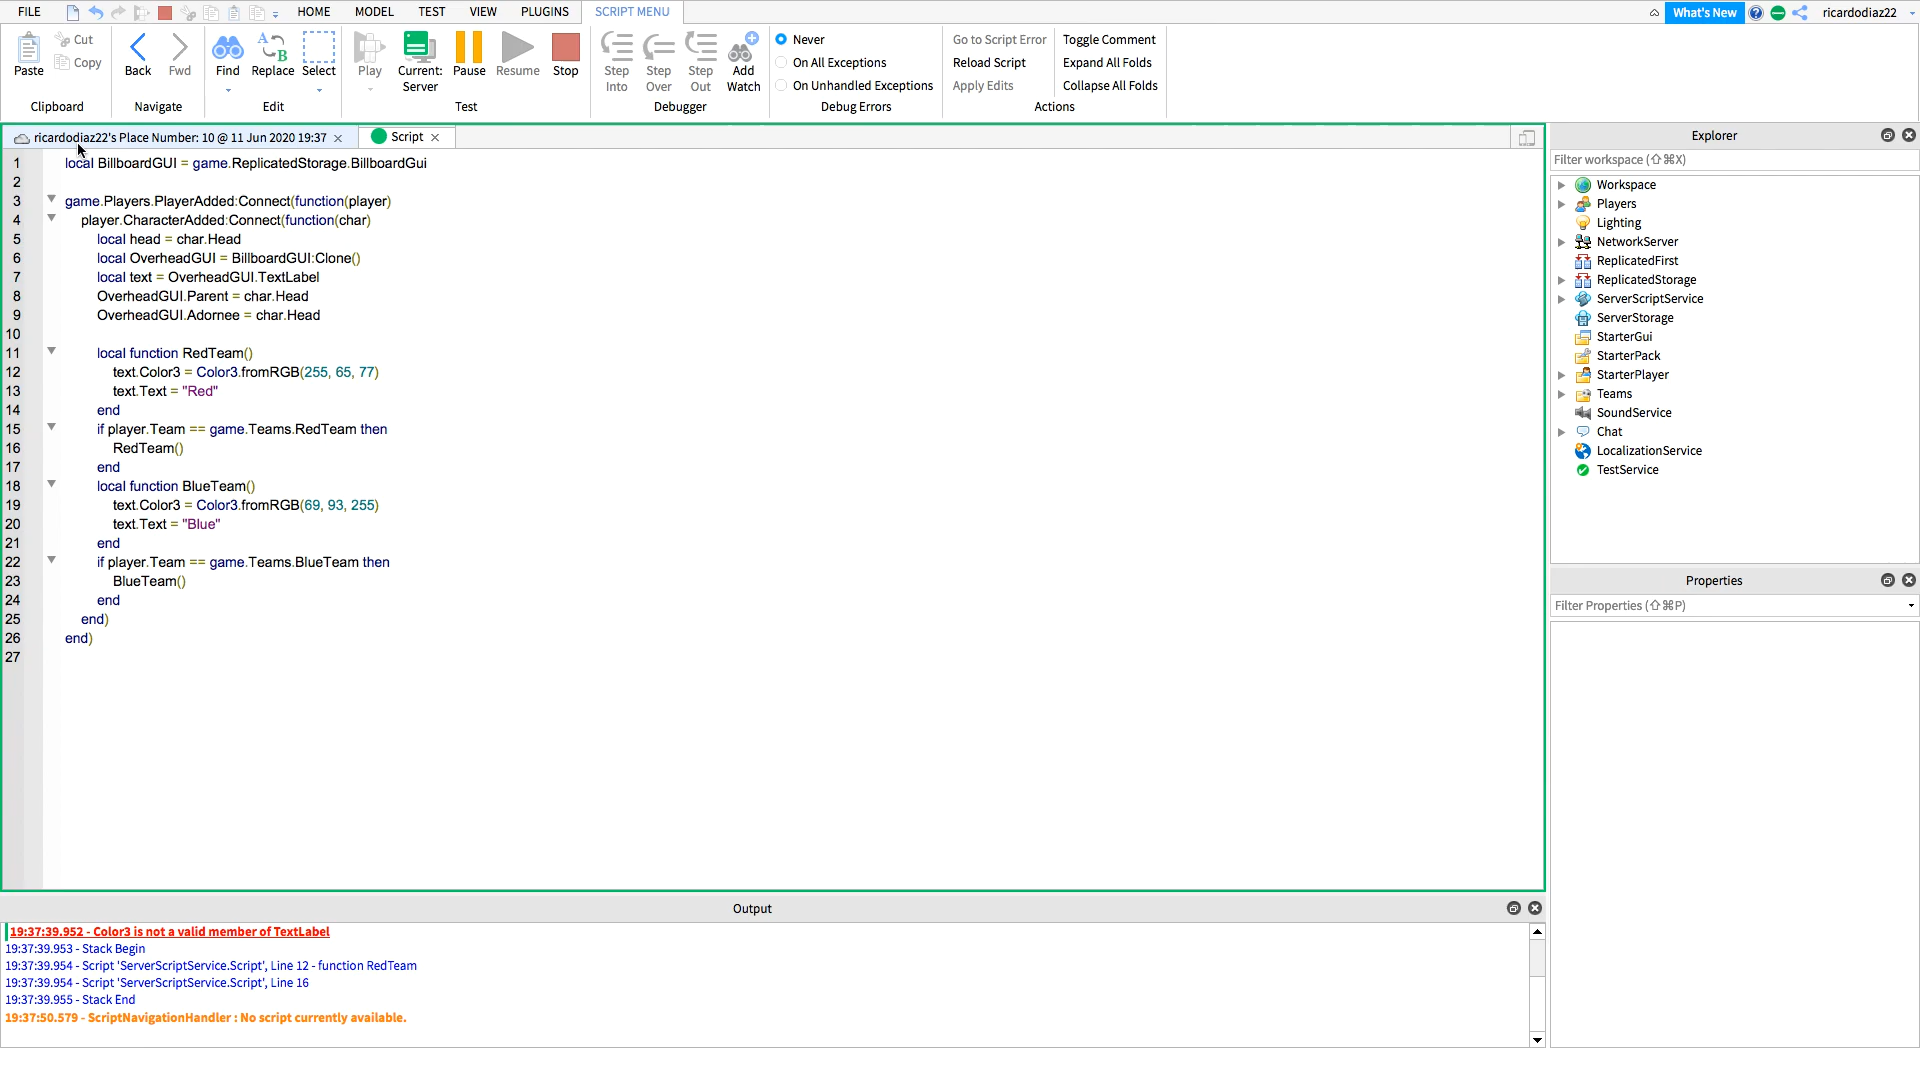 FILE HOME MODEL TEST VIEW PLUGINS SCRIPT MENU What's New ricardodiaz22
Paste Cut Copy Clipboard
Back Fwd Navigate
Find Replace Select Edit
Play Current: Server Pause Resume Stop Test
Step Into Step Over Step Out Add Watch Debugger
Never
On All Exceptions
On Unhandled Exceptions
Debug Errors
Go to Script Error Toggle Comment
Reload Script Expand All Folds
Apply Edits Collapse All Folds
Actions
ricardodiaz22's Place Number: 10 @ 11 Jun 2020 19:37 Script
1 local BillboardGUI = game.ReplicatedStorage.BillboardGui
2
3 game.Players.PlayerAdded:Connect(function(player)
4 player.CharacterAdded:Connect(function(char)
5 local head = char.Head
6 local OverheadGUI = BillboardGUI:Clone()
7 local text = OverheadGUI.TextLabel
8 OverheadGUI.Parent = char.Head
9 OverheadGUI.Adornee = char.Head
10
11 local function RedTeam()
12 text.Color3 = Color3.fromRGB(255, 65, 77)
13 text.Text = "Red"
14 end
15 if player.Team == game.Teams.RedTeam then
16 RedTeam()
17 end
18 local function BlueTeam()
19 text.Color3 = Color3.fromRGB(69, 93, 255)
20 text.Text = "Blue"
21 end
22 if player.Team == game.Teams.BlueTeam then
23 BlueTeam()
24 end
25 end)
26 end)
27
Explorer
Filter workspace (⇧⌘X)
Workspace
Players
Lighting
NetworkServer
ReplicatedFirst
ReplicatedStorage
ServerScriptService
ServerStorage
StarterGui
StarterPack
StarterPlayer
Teams
SoundService
Chat
LocalizationService
TestService
Properties
Filter Properties (⇧⌘P)
Output
19:37:39.952 - Color3 is not a valid member of TextLabel
19:37:39.953 - Stack Begin
19:37:39.954 - Script 'ServerScriptService.Script', Line 12 - function RedTeam
19:37:39.954 - Script 'ServerScriptService.Script', Line 16
19:37:39.955 - Stack End
19:37:50.579 - ScriptNavigationHandler : No script currently available.